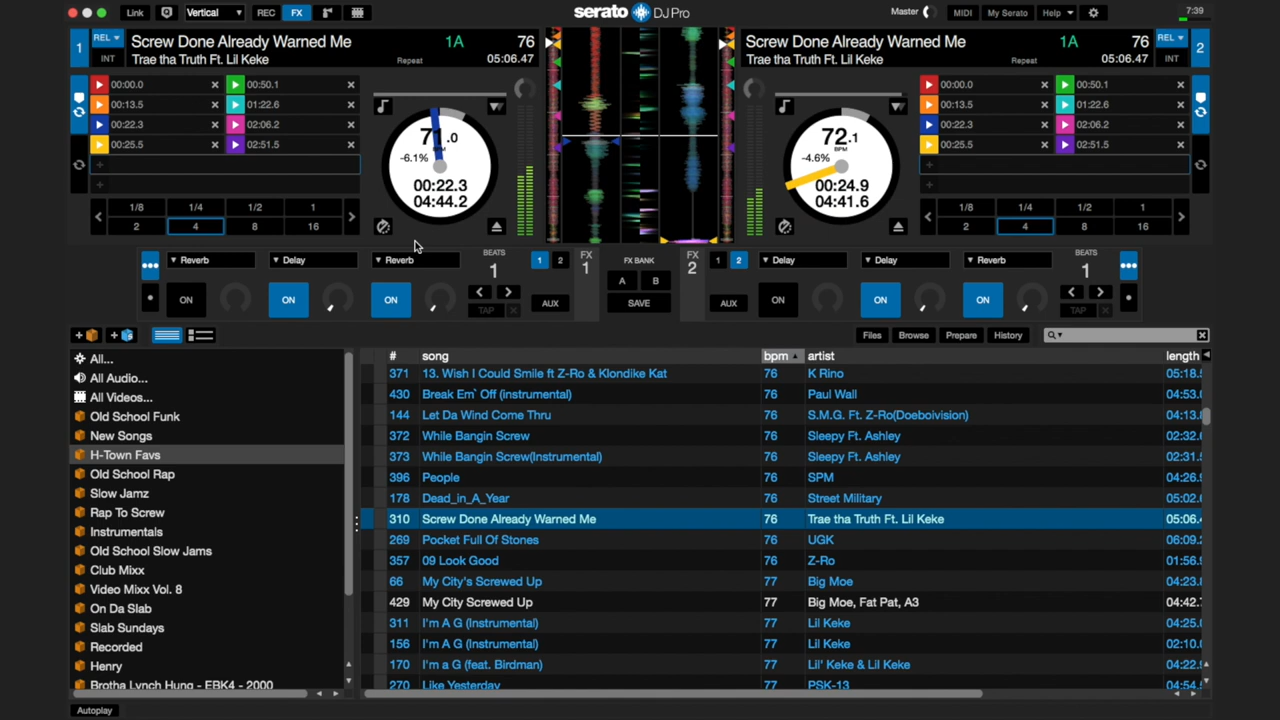 Link Vertical REC FX serato DJ Pro Master MIDI My Serato Help 7:39
1 REL INT Screw Done Already Warned Me 1A 76
Trae tha Truth Ft. Lil Keke Repeat 05:06.47
Screw Done Already Warned Me 1A 76 REL INT 2
Trae tha Truth Ft. Lil Keke Repeat 05:06.47
00:00.0 00:50.1
00:13.5 01:22.6
00:22.3 02:06.2
00:25.5 02:51.5
71.0
BPM
-6.1%
00:22.3
04:44.2
72.1
BPM
-4.6%
00:24.9
04:41.6
00:00.0 00:50.1
00:13.5 01:22.6
00:22.3 02:06.2
00:25.5 02:51.5
1/8 1/4 1/2 1
2 4 8 16
1/8 1/4 1/2 1
2 4 8 16
Reverb Delay Reverb BEATS 1 1 2 FX 1 FX BANK FX 2 1 2 Delay Delay Reverb BEATS 1
A B
ON ON ON TAP AUX SAVE AUX ON ON ON TAP
Files Browse Prepare History
All...
All Audio...
All Videos...
Old School Funk
New Songs
H-Town Favs
Old School Rap
Slow Jamz
Rap To Screw
Instrumentals
Old School Slow Jams
Club Mixx
Video Mixx Vol. 8
On Da Slab
Slab Sundays
Recorded
Henry
Brotha Lynch Hung - EBK4 - 2000
# song bpm artist length
371 13. Wish I Could Smile ft Z-Ro & Klondike Kat 76 K Rino 05:18.
430 Break Em` Off (instrumental) 76 Paul Wall 04:53.
144 Let Da Wind Come Thru 76 S.M.G. Ft. Z-Ro(Doeboivision) 04:13.
372 While Bangin Screw 76 Sleepy Ft. Ashley 02:32.
373 While Bangin Screw(Instrumental) 76 Sleepy Ft. Ashley 02:31.
396 People 76 SPM 04:26.
178 Dead_in_A_Year 76 Street Military 05:02.
310 Screw Done Already Warned Me 76 Trae tha Truth Ft. Lil Keke 05:06.
269 Pocket Full Of Stones 76 UGK 06:09.
357 09 Look Good 76 Z-Ro 01:56.
66 My City's Screwed Up 77 Big Moe 04:23.
429 My City Screwed Up 77 Big Moe, Fat Pat, A3 04:42.
311 I'm A G (Instrumental) 77 Lil Keke 04:25.
156 I'm A G (Instrumental) 77 Lil Keke 02:10.
170 I'm a G (feat. Birdman) 77 Lil' Keke & Lil Keke 04:22.
270 Like Yesterday 77 PSK-13 04:54.
Autoplay